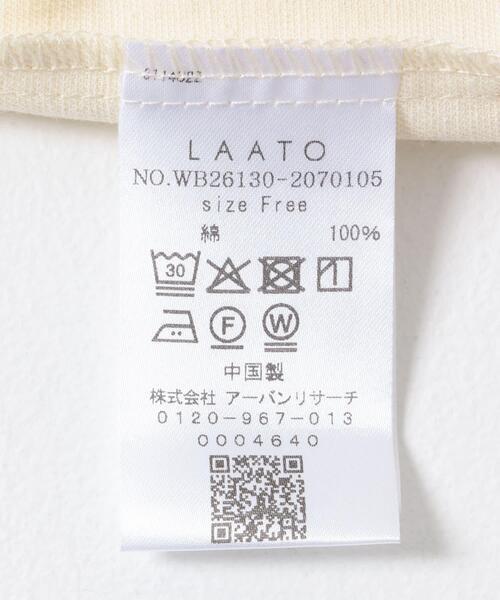 LAATO
NO.WB26130-2070105
size Free
綿 100%
30
F W
中国製
株式会社 アーバンリサーチ
0120-967-013
0004640